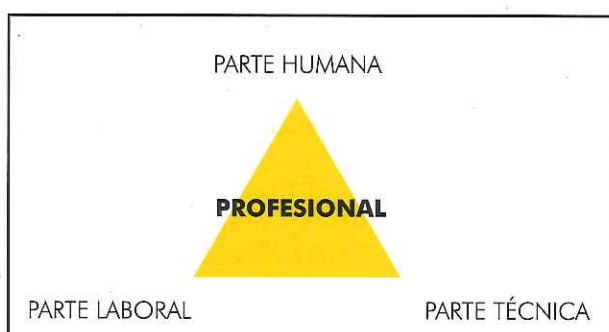 PARTE HUMANA
PROFESIONAL
PARTE LABORAL
PARTE TÉCNICA